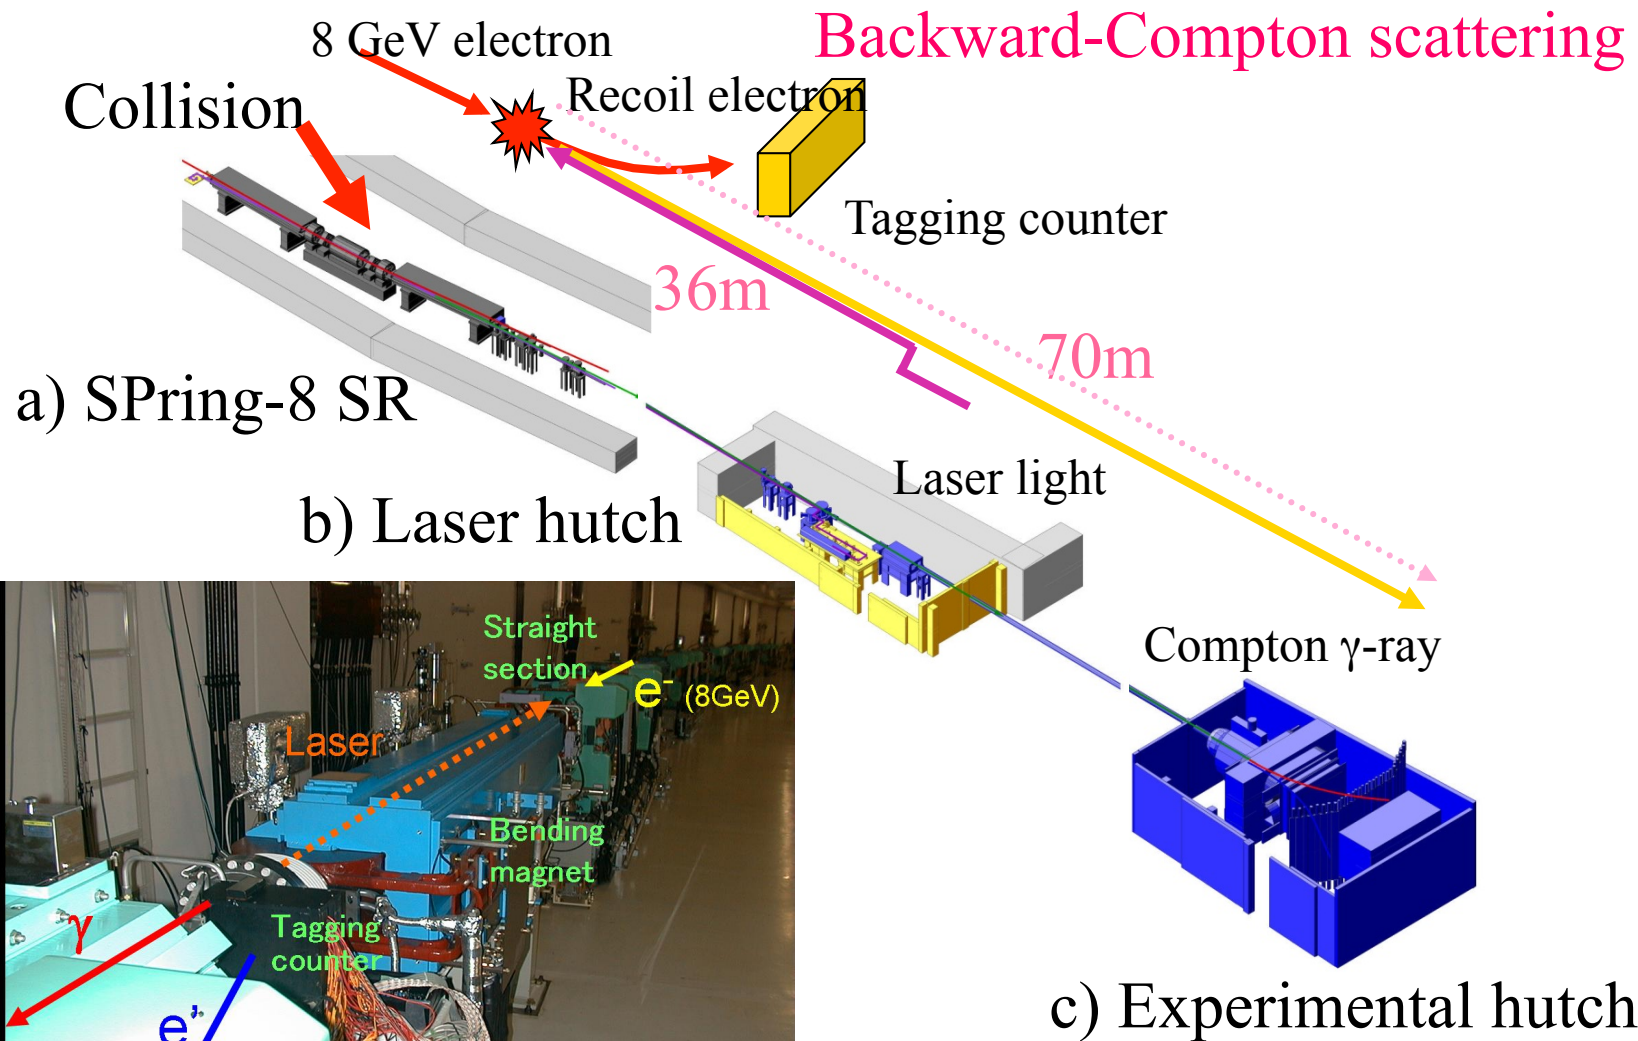 8 GeV electron
Backward-Compton scattering
Collision
Recoil electron
Tagging counter
36m
70m
a) SPring-8 SR
Laser light
b) Laser hutch
Compton γ-ray
Straight
section
e⁻ (8GeV)
Laser
Bending
magnet
γ
Tagging
counter
e'
c) Experimental hutch